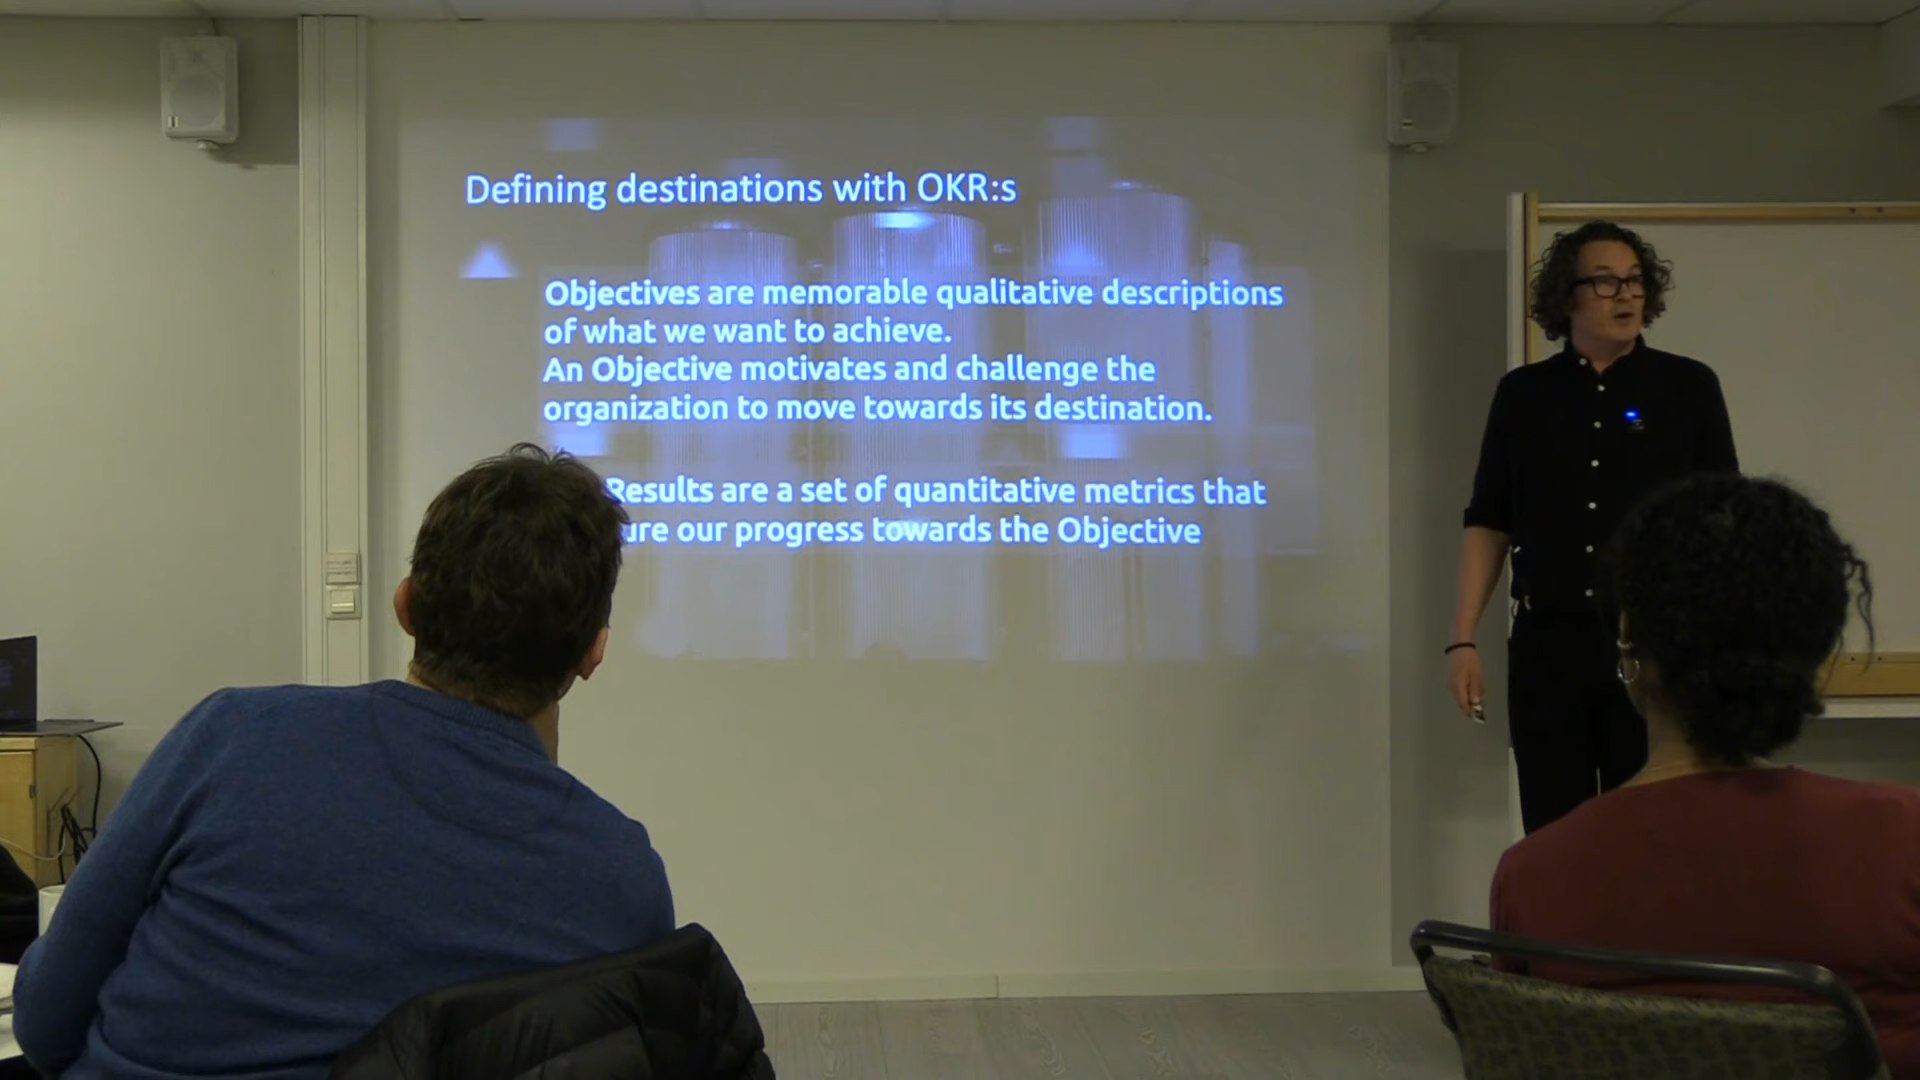 Defining destinations with OKR:s
Objectives are memorable qualitative descriptions
of what we want to achieve.
An Objective motivates and challenge the
organization to move towards its destination.
Results are a set of quantitative metrics that
our progress towards the Objective